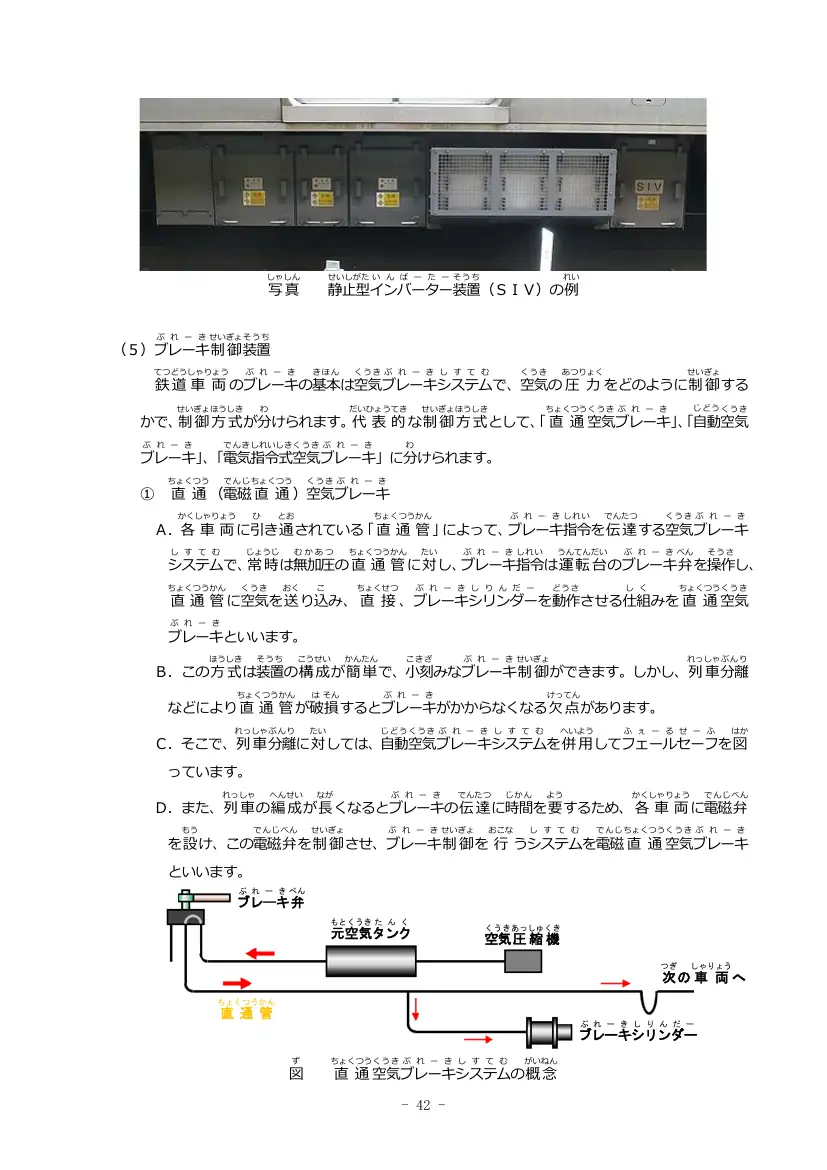 SIV
写真　静止型インバーター装置（ＳＩＶ）の例
（5）ブレーキ制御装置
鉄道車両のブレーキの基本は空気ブレーキシステムで、空気の圧力をどのように制御する
かで、制御方式が分けられます。代表的な制御方式として、「直通空気ブレーキ」、「自動空気
ブレーキ」、「電気指令式空気ブレーキ」に分けられます。
①　直通（電磁直通）空気ブレーキ
A．各車両に引き通されている「直通管」によって、ブレーキ指令を伝達する空気ブレーキ
システムで、常時は無加圧の直通管に対し、ブレーキ指令は運転台のブレーキ弁を操作し、
直通管に空気を送り込み、直接、ブレーキシリンダーを動作させる仕組みを直通空気
ブレーキといいます。
B．この方式は装置の構成が簡単で、小刻みなブレーキ制御ができます。しかし、列車分離
などにより直通管が破損するとブレーキがかからなくなる欠点があります。
C．そこで、列車分離に対しては、自動空気ブレーキシステムを併用してフェールセーフを図
っています。
D．また、列車の編成が長くなるとブレーキの伝達に時間を要するため、各車両に電磁弁
を設け、この電磁弁を制御させ、ブレーキ制御を行うシステムを電磁直通空気ブレーキ
といいます。
ブレーキ弁
元空気タンク
空気圧縮機
次の車両へ
直通管
ブレーキシリンダー
図　直通空気ブレーキシステムの概念
- 42 -